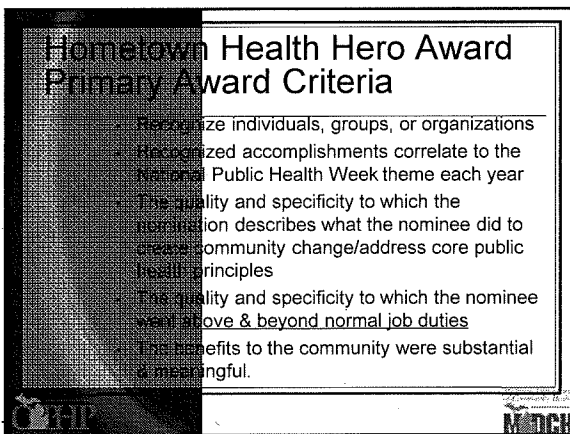 Hometown Health Hero Award
Primary Award Criteria
- Recognize individuals, groups, or organizations
- Recognized accomplishments correlate to the
National Public Health Week theme each year
- The quality and specificity to which the
nomination describes what the nominee did to
create community change/address core public
health principles
- The quality and specificity to which the nominee
went above & beyond normal job duties
- The benefits to the community were substantial
& meaningful.
MDCH